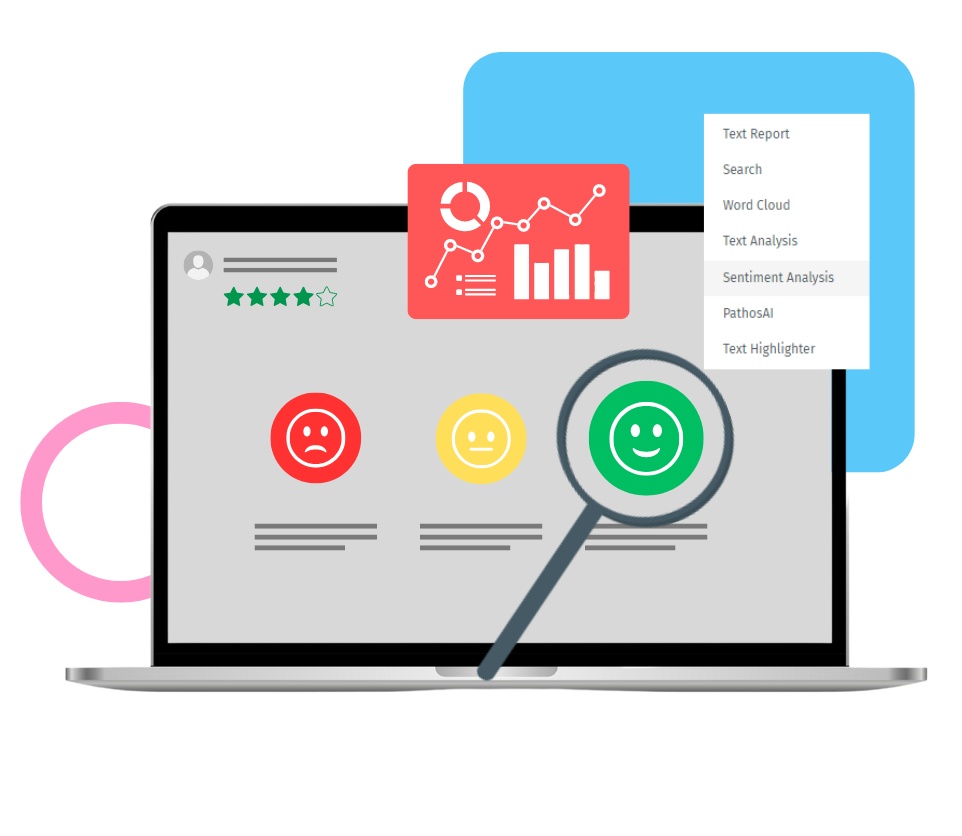 Text Report
Search
Word Cloud
Text Analysis
Sentiment Analysis
PathosAI
Text Highlighter